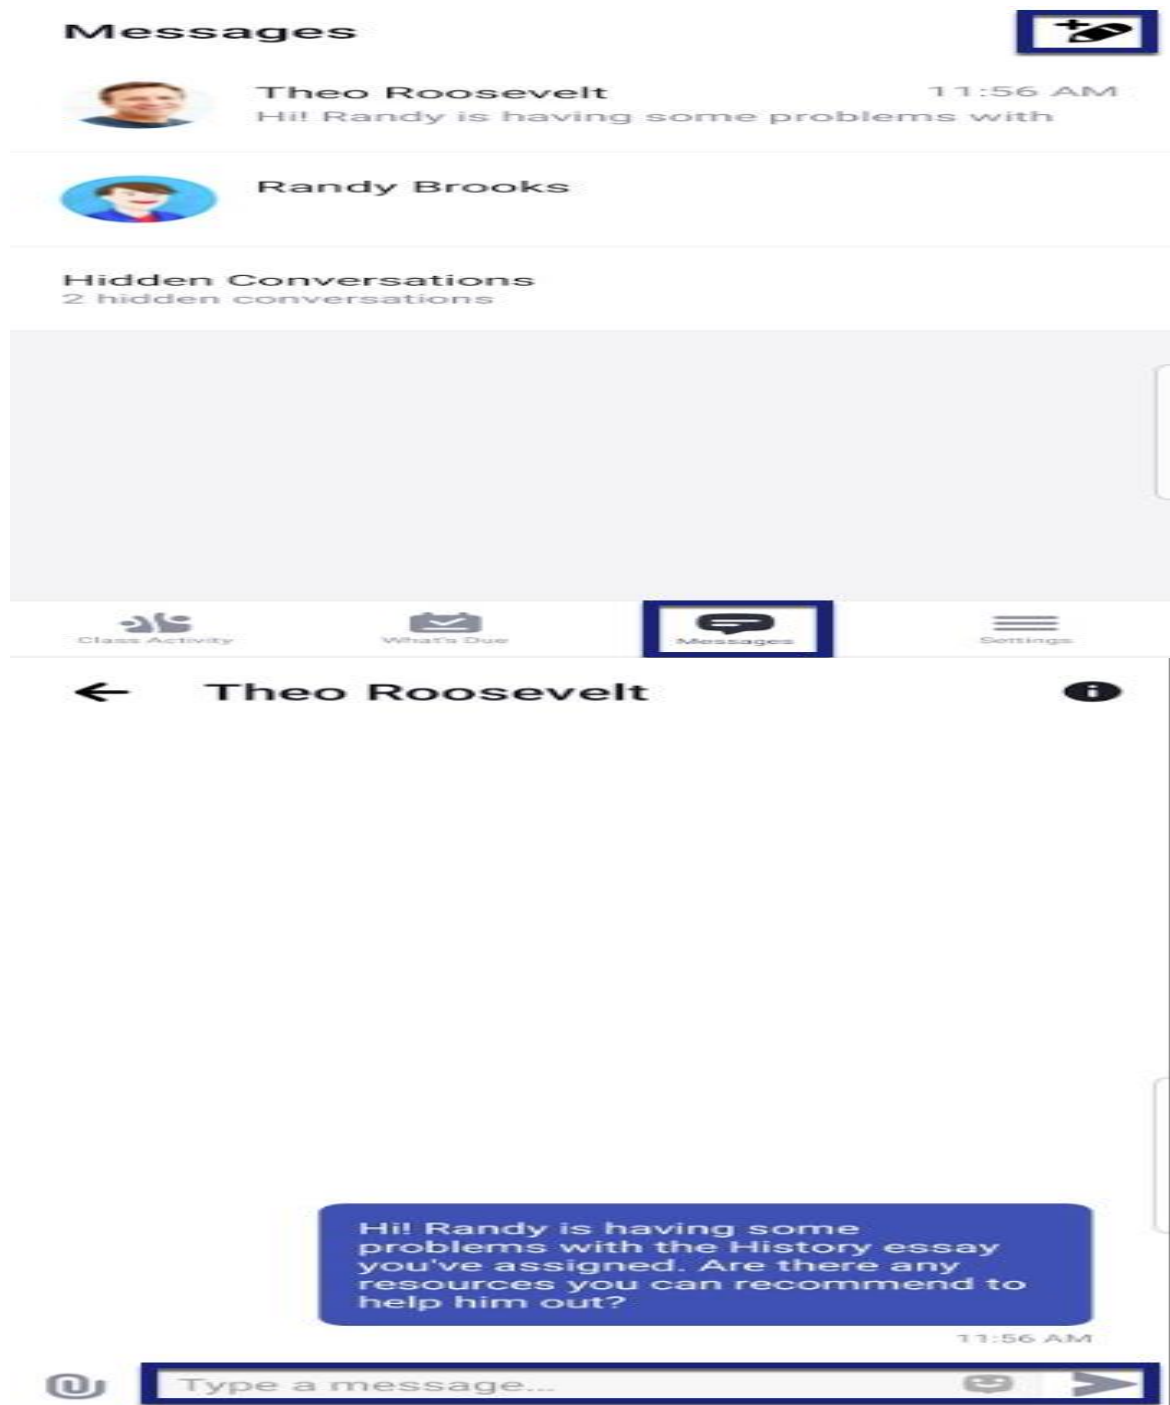 Messages
Theo Roosevelt 11:56 AM
Hi! Randy is having some problems with
Randy Brooks
Hidden Conversations
2 hidden conversations
Class Activity What's Due Messages Settings
Theo Roosevelt
Hi! Randy is having some
problems with the History essay
you've assigned. Are there any
resources you can recommend to
help him out?
11:56 AM
Type a message...